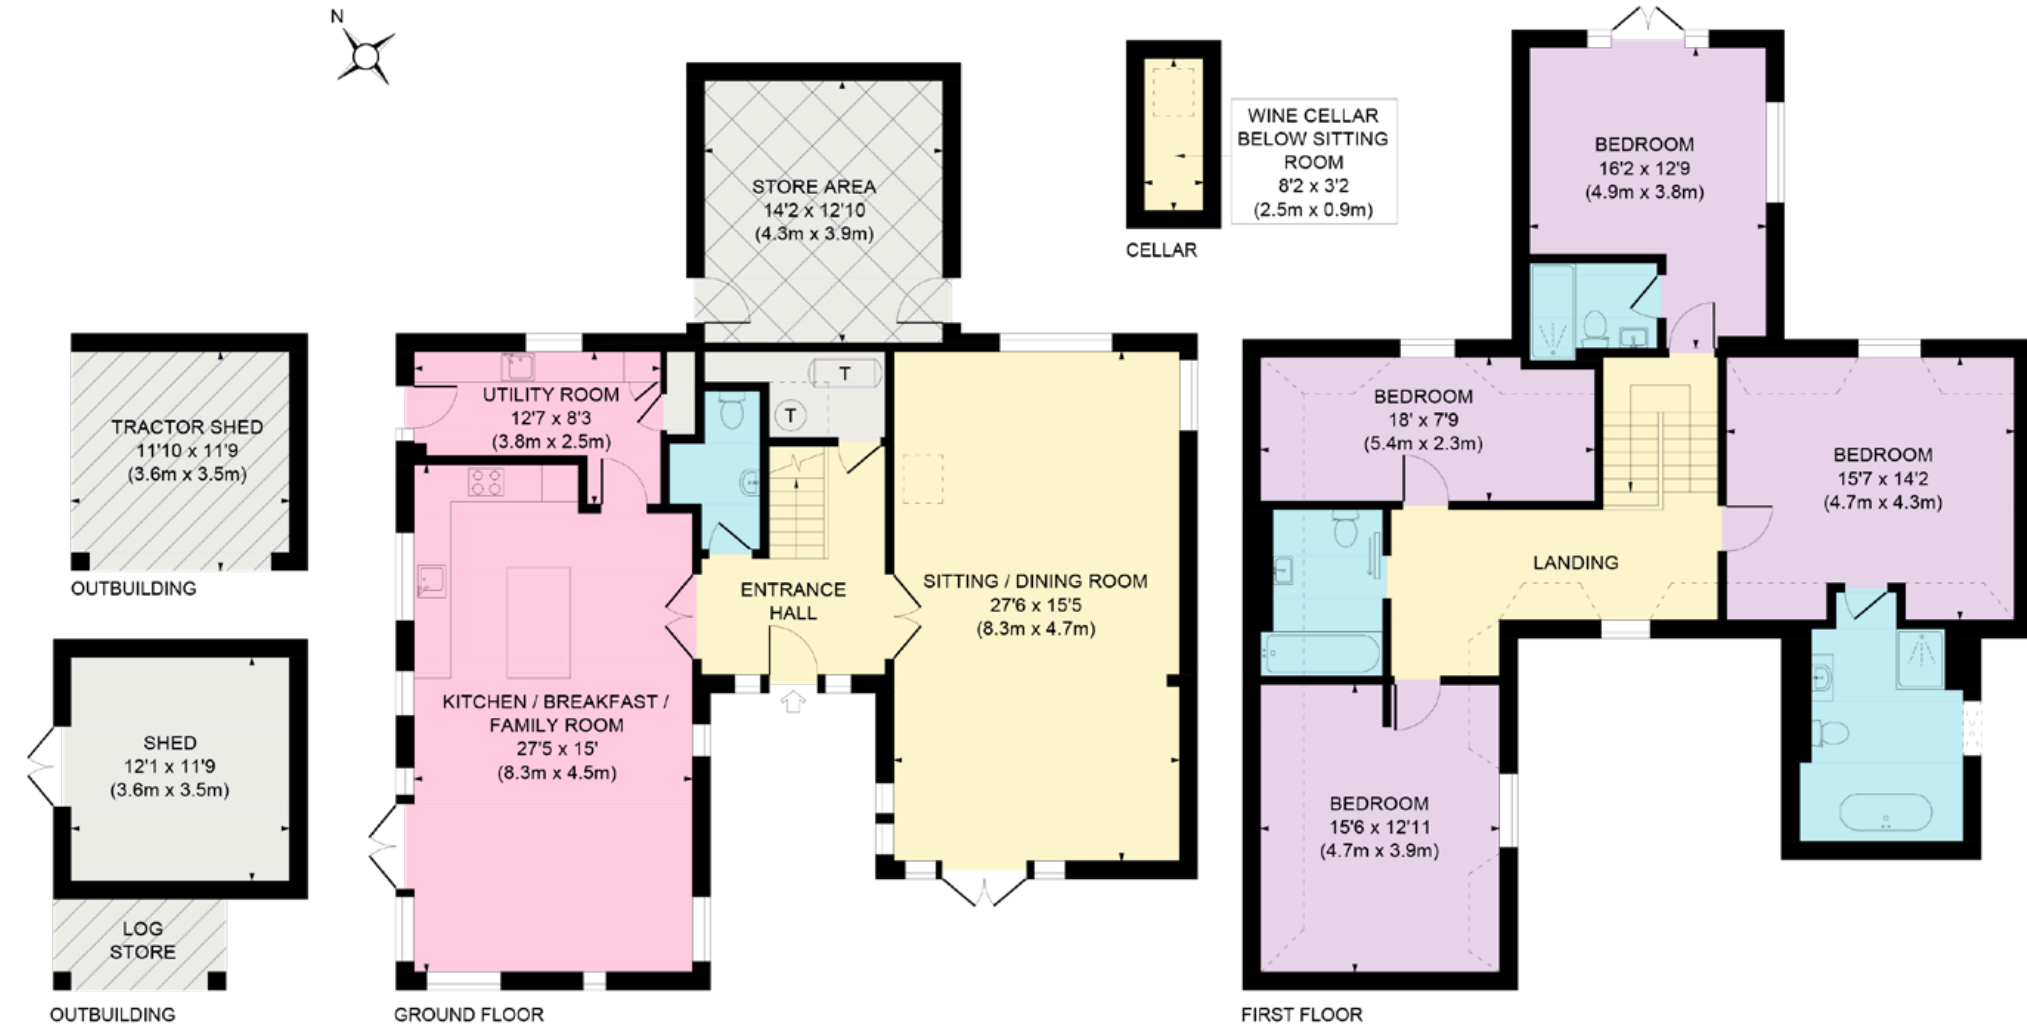 N
STORE AREA
14'2 x 12'10
(4.3m x 3.9m)
WINE CELLAR
BELOW SITTING
ROOM
8'2 x 3'2
(2.5m x 0.9m)
CELLAR
BEDROOM
16'2 x 12'9
(4.9m x 3.8m)
TRACTOR SHED
11'10 x 11'9
(3.6m x 3.5m)
OUTBUILDING
SHED
12'1 x 11'9
(3.6m x 3.5m)
LOG
STORE
OUTBUILDING
UTILITY ROOM
12'7 x 8'3
(3.8m x 2.5m)
T
T
ENTRANCE
HALL
SITTING / DINING ROOM
27'6 x 15'5
(8.3m x 4.7m)
KITCHEN / BREAKFAST /
FAMILY ROOM
27'5 x 15'
(8.3m x 4.5m)
GROUND FLOOR
BEDROOM
18' x 7'9
(5.4m x 2.3m)
BEDROOM
15'7 x 14'2
(4.7m x 4.3m)
LANDING
BEDROOM
15'6 x 12'11
(4.7m x 3.9m)
FIRST FLOOR